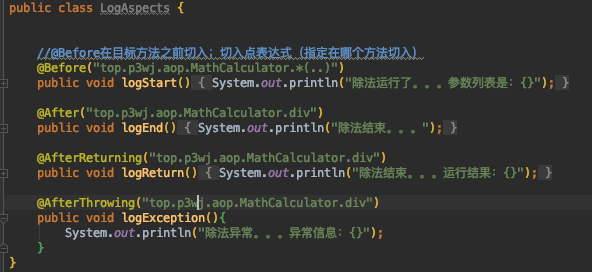 public class LogAspects {
//@Before在目标方法之前切入；切入点表达式（指定在哪个方法切入）
@Before("top.p3wj.aop.MathCalculator.*(..)")
public void logStart() { System.out.println("除法运行了。。。参数列表是：{}"); }
@After("top.p3wj.aop.MathCalculator.div")
public void logEnd() { System.out.println("除法结束。。。"); }
@AfterReturning("top.p3wj.aop.MathCalculator.div")
public void logReturn() { System.out.println("除法结束。。。运行结果：{}"); }
@AfterThrowing("top.p3wj.aop.MathCalculator.div")
public void logException(){
System.out.println("除法异常。。。异常信息：{}");
}
}